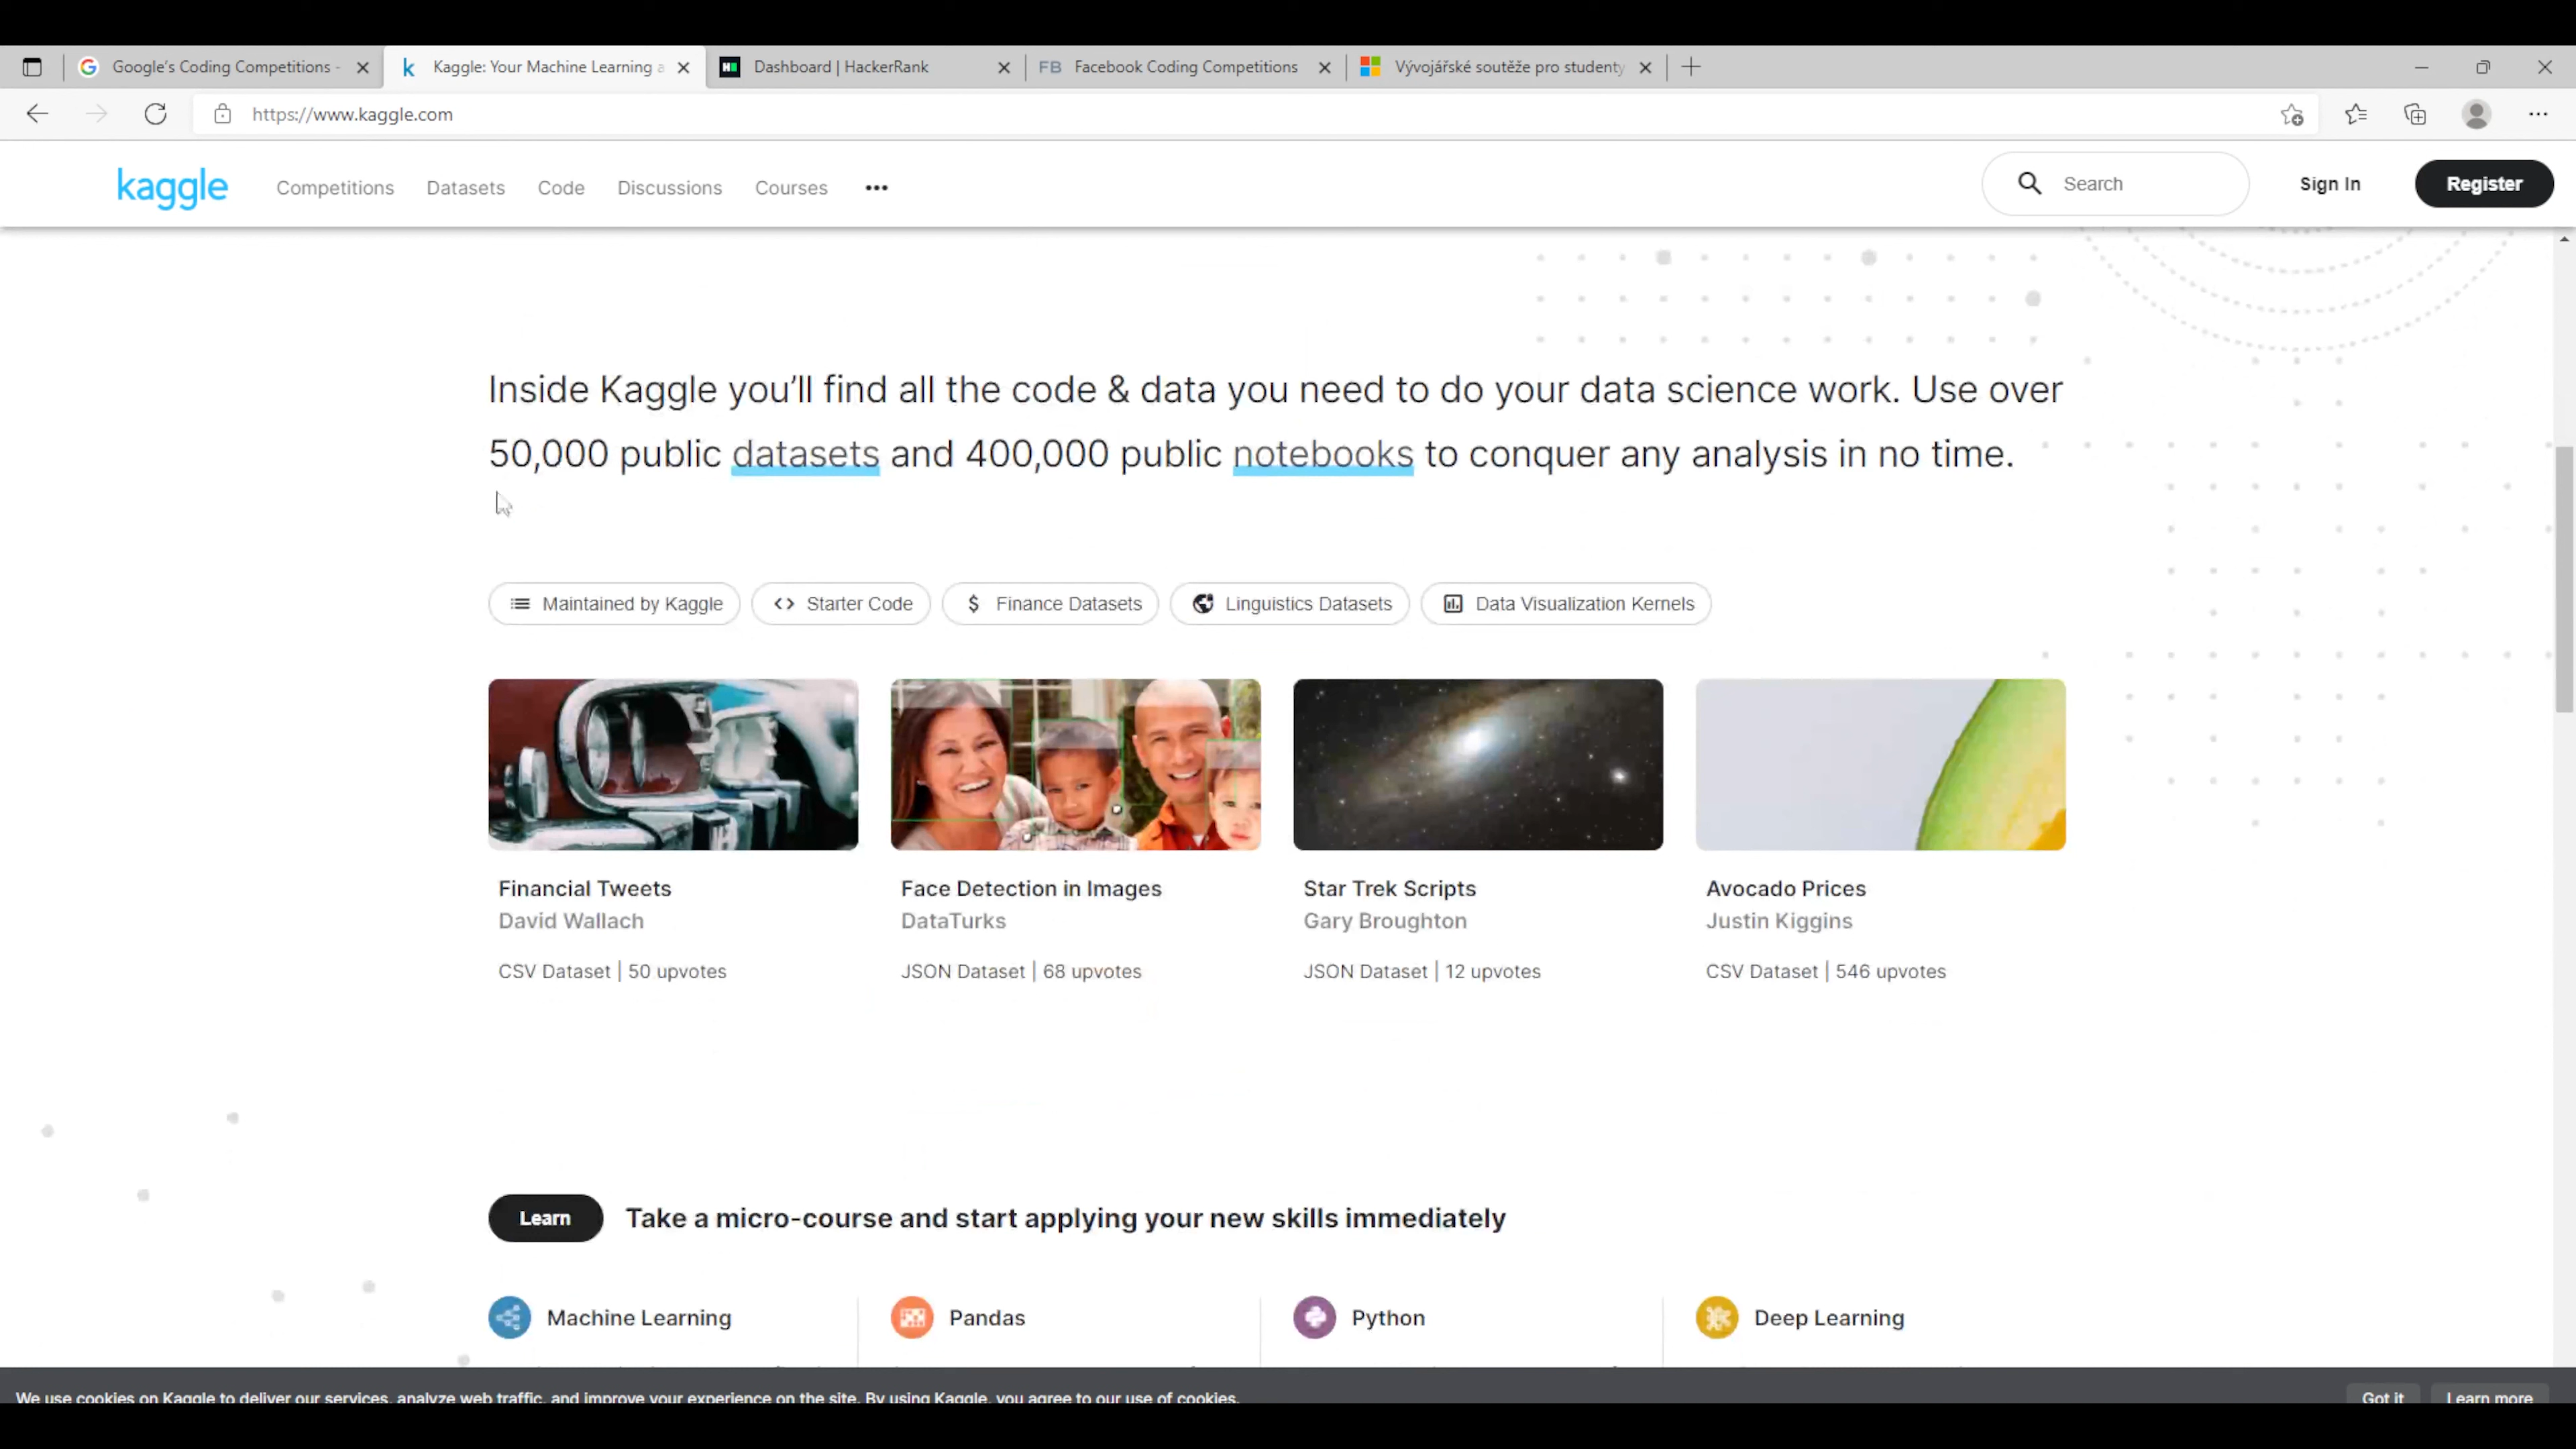 Google's Coding Competitions -
Kaggle: Your Machine Learning a
Dashboard | HackerRank
FB Facebook Coding Competitions
Vývojářské soutěže pro studenty
https://www.kaggle.com
kaggle Competitions Datasets Code Discussions Courses ••• Search Sign In Register
Inside Kaggle you'll find all the code & data you need to do your data science work. Use over
50,000 public datasets and 400,000 public notebooks to conquer any analysis in no time.
Maintained by Kaggle <> Starter Code $ Finance Datasets Linguistics Datasets Data Visualization Kernels
Financial Tweets
David Wallach
CSV Dataset | 50 upvotes
Face Detection in Images
DataTurks
JSON Dataset | 68 upvotes
Star Trek Scripts
Gary Broughton
JSON Dataset | 12 upvotes
Avocado Prices
Justin Kiggins
CSV Dataset | 546 upvotes
Learn Take a micro-course and start applying your new skills immediately
Machine Learning Pandas Python Deep Learning
We use cookies on Kaggle to deliver our services, analyze web traffic, and improve your experience on the site. By using Kaggle, you agree to our use of cookies. Got it Learn more